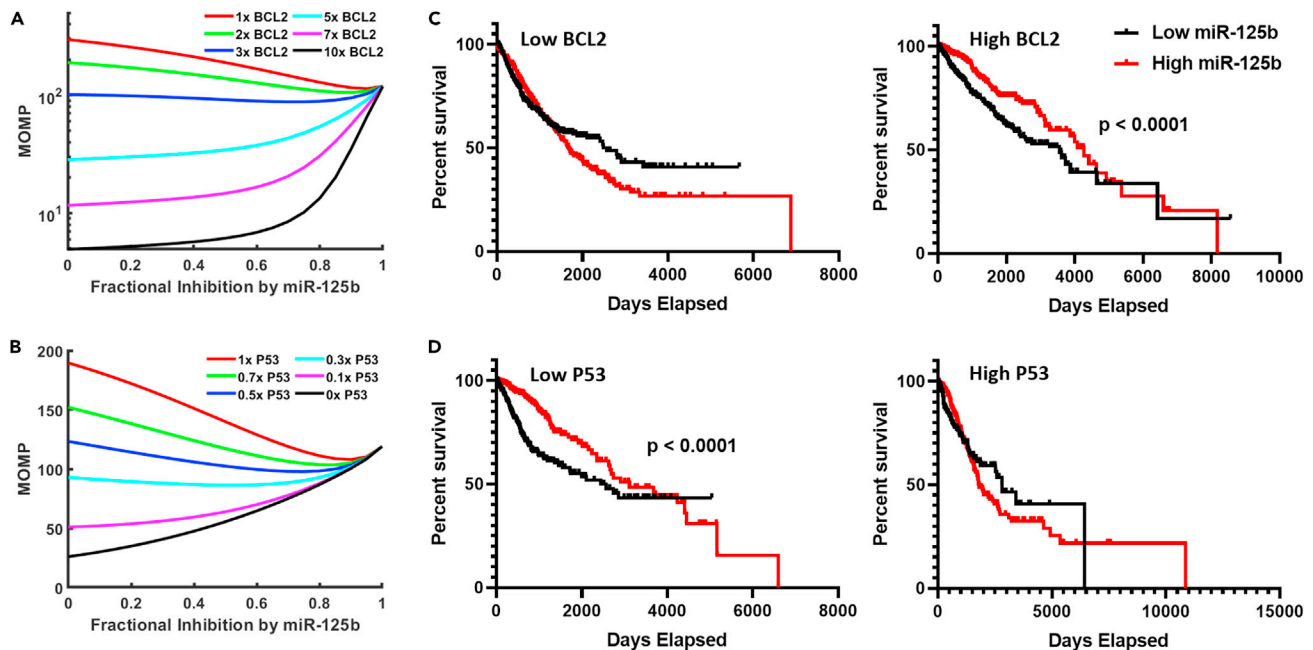 A
1x BCL2 5x BCL2
2x BCL2 7x BCL2
3x BCL2 10x BCL2
MOMP
10²
10¹
0 0.2 0.4 0.6 0.8 1
Fractional Inhibition by miR-125b
C
Low BCL2
Percent survival
100
50
0
0 2000 4000 6000 8000
Days Elapsed
High BCL2
Low miR-125b
High miR-125b
p < 0.0001
Percent survival
100
50
0
0 2000 4000 6000 8000 10000
Days Elapsed
B
1x P53 0.3x P53
0.7x P53 0.1x P53
0.5x P53 0x P53
MOMP
200
150
100
50
0
0 0.2 0.4 0.6 0.8 1
Fractional Inhibition by miR-125b
D
Low P53
p < 0.0001
Percent survival
100
50
0
0 2000 4000 6000 8000
Days Elapsed
High P53
Percent survival
100
50
0
0 5000 10000 15000
Days Elapsed